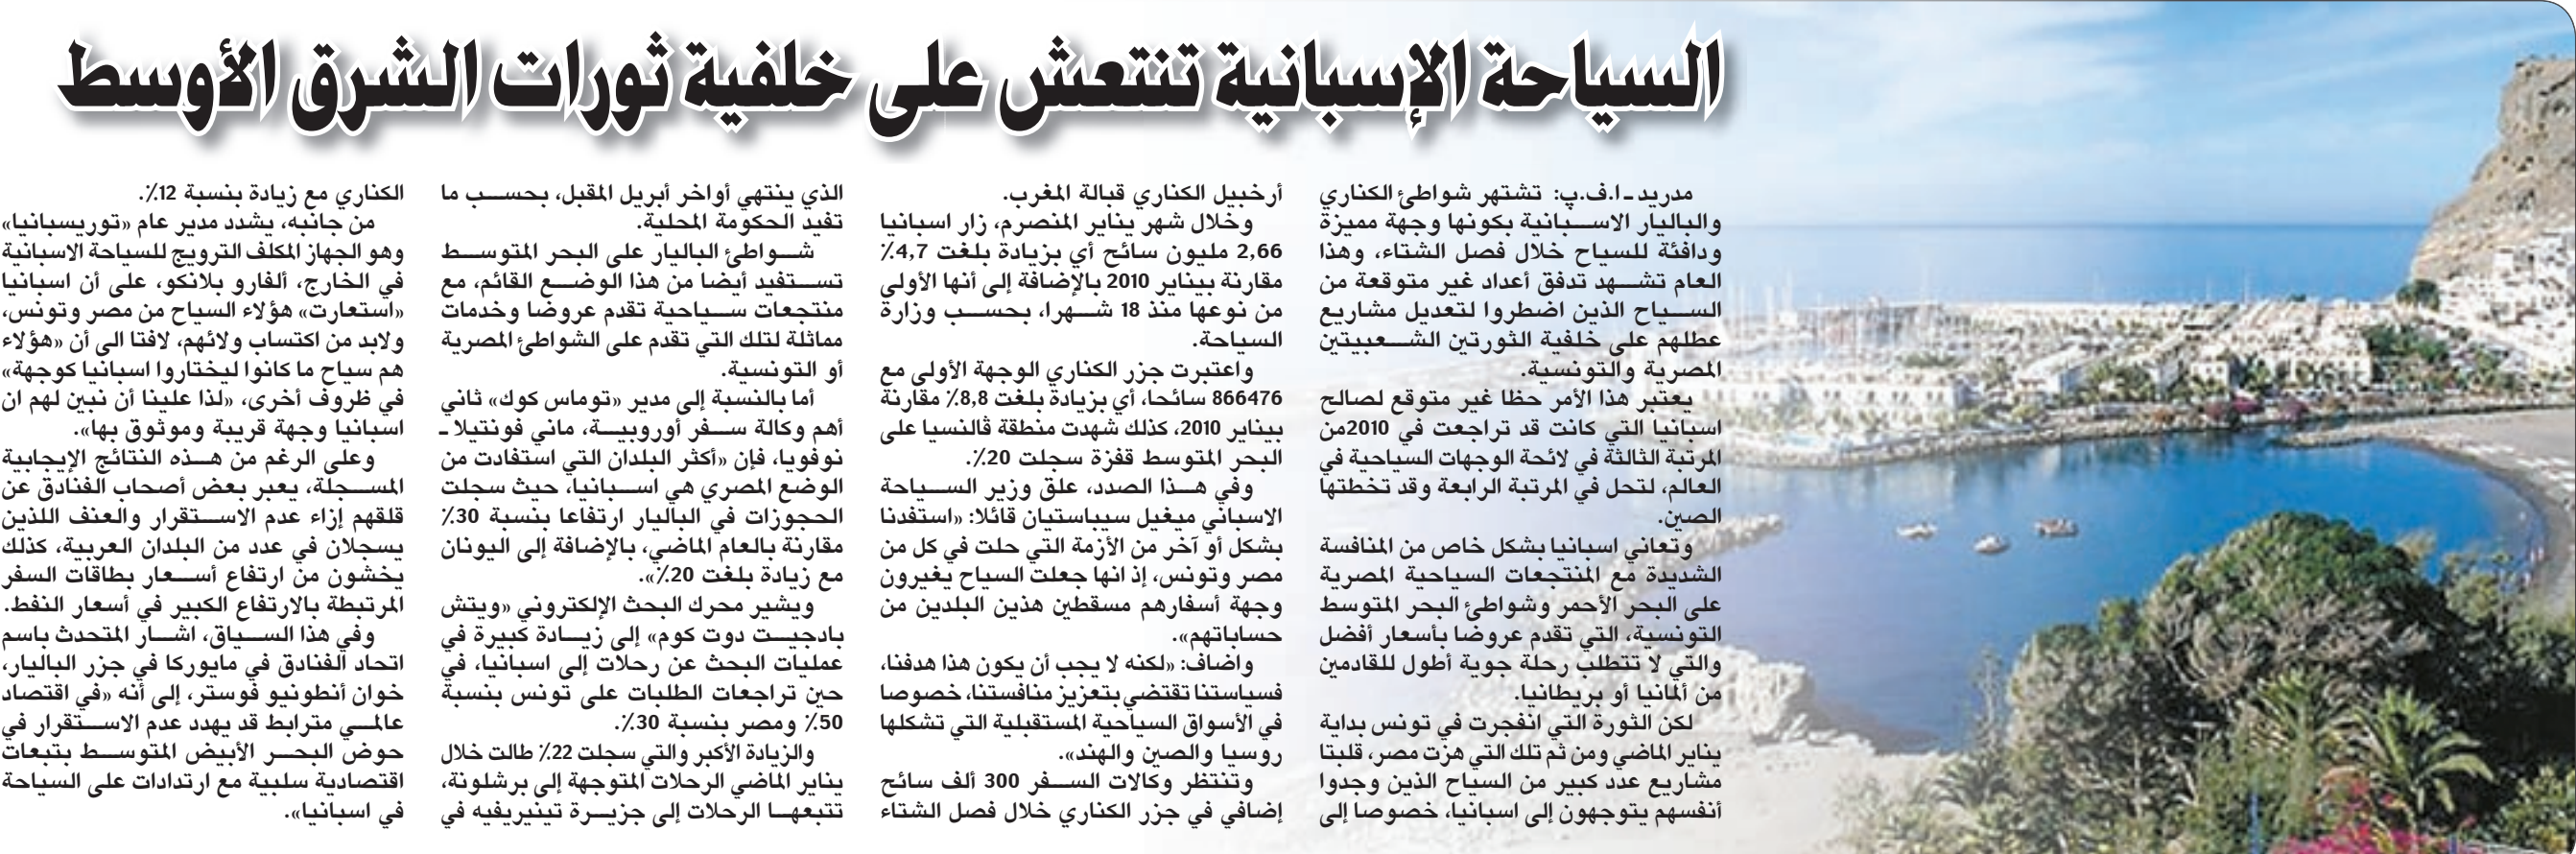 السياحة الإسبانية تنتعش على خلفية ثورات الشرق الأوسط
مدريد ـ ا.ف.پ: تشتهر شواطئ الكناري
والباليار الاسبانية بكونها وجهة مميزة
ودافئة للسياح خلال فصل الشتاء، وهذا
العام تشهد تدفق أعداد غير متوقعة من
السياح الذين اضطروا لتعديل مشاريع
عطلهم على خلفية الثورتين الشعبيتين
المصرية والتونسية.
يعتبر هذا الأمر حظا غير متوقع لصالح
اسبانيا التي كانت قد تراجعت في 2010من
المرتبة الثالثة في لائحة الوجهات السياحية في
العالم، لتحل في المرتبة الرابعة وقد تخطتها
الصين.
وتعاني اسبانيا بشكل خاص من المنافسة
الشديدة مع المنتجعات السياحية المصرية
على البحر الأحمر وشواطئ البحر المتوسط
التونسية، التي تقدم عروضا بأسعار أفضل
والتي لا تتطلب رحلة جوية أطول للقادمين
من ألمانيا أو بريطانيا.
لكن الثورة التي انفجرت في تونس بداية
يناير الماضي ومن ثم تلك التي هزت مصر، قلبتا
مشاريع عدد كبير من السياح الذين وجدوا
أنفسهم يتوجهون إلى اسبانيا، خصوصا إلى
أرخبيل الكناري قبالة المغرب.
وخلال شهر يناير المنصرم، زار اسبانيا
2,66 مليون سائح أي بزيادة بلغت 4,7٪
مقارنة بيناير 2010 بالإضافة إلى أنها الأولى
من نوعها منذ 18 شهرا، بحسب وزارة
السياحة.
واعتبرت جزر الكناري الوجهة الأولى مع
866476 سائحا، أي بزيادة بلغت 8,8٪ مقارنة
بيناير 2010، كذلك شهدت منطقة ڤالنسيا على
البحر المتوسط قفزة سجلت 20٪.
وفي هذا الصدد، علق وزير السياحة
الاسباني ميغيل سيباستيان قائلا: «استفدنا
بشكل أو آخر من الأزمة التي حلت في كل من
مصر وتونس، إذ انها جعلت السياح يغيرون
وجهة أسفارهم مسقطين هذين البلدين من
حساباتهم».
واضاف: «لكنه لا يجب أن يكون هذا هدفنا،
فسياستنا تقتضي بتعزيز منافستنا، خصوصا
في الأسواق السياحية المستقبلية التي تشكلها
روسيا والصين والهند».
وتنتظر وكالات السفر 300 ألف سائح
إضافي في جزر الكناري خلال فصل الشتاء
الذي ينتهي أواخر أبريل المقبل، بحسب ما
تفيد الحكومة المحلية.
شواطئ الباليار على البحر المتوسط
تستفيد أيضا من هذا الوضع القائم، مع
منتجعات سياحية تقدم عروضا وخدمات
مماثلة لتلك التي تقدم على الشواطئ المصرية
أو التونسية.
أما بالنسبة إلى مدير «توماس كوك» ثاني
أهم وكالة سفر أوروبية، ماني فونتيلا ـ
نوفويا، فإن «أكثر البلدان التي استفادت من
الوضع المصري هي اسبانيا، حيث سجلت
الحجوزات في الباليار ارتفاعا بنسبة 30٪
مقارنة بالعام الماضي، بالإضافة إلى اليونان
مع زيادة بلغت 20٪».
ويشير محرك البحث الإلكتروني «ويتش
بادجيت دوت كوم» إلى زيادة كبيرة في
عمليات البحث عن رحلات إلى اسبانيا، في
حين تراجعات الطلبات على تونس بنسبة
50٪ ومصر بنسبة 30٪.
والزيادة الأكبر والتي سجلت 22٪ طالت خلال
يناير الماضي الرحلات المتوجهة إلى برشلونة،
تتبعها الرحلات إلى جزيرة تينيريفيه في
الكناري مع زيادة بنسبة 12٪.
من جانبه، يشدد مدير عام «توريسبانيا»
وهو الجهاز المكلف الترويج للسياحة الاسبانية
في الخارج، ألفارو بلانكو، على أن اسبانيا
«استعارت» هؤلاء السياح من مصر وتونس،
ولابد من اكتساب ولائهم، لافتا الى أن «هؤلاء
هم سياح ما كانوا ليختاروا اسبانيا كوجهة»
في ظروف أخرى، «لذا علينا أن نبين لهم ان
اسبانيا وجهة قريبة وموثوق بها».
وعلى الرغم من هذه النتائج الإيجابية
المسجلة، يعبر بعض أصحاب الفنادق عن
قلقهم إزاء عدم الاستقرار والعنف اللذين
يسجلان في عدد من البلدان العربية، كذلك
يخشون من ارتفاع أسعار بطاقات السفر
المرتبطة بالارتفاع الكبير في أسعار النفط.
وفي هذا السياق، اشار المتحدث باسم
اتحاد الفنادق في مايوركا في جزر الباليار،
خوان أنطونيو فوستر، إلى أنه «في اقتصاد
عالمي مترابط قد يهدد عدم الاستقرار في
حوض البحر الأبيض المتوسط بتبعات
اقتصادية سلبية مع ارتدادات على السياحة
في اسبانيا».